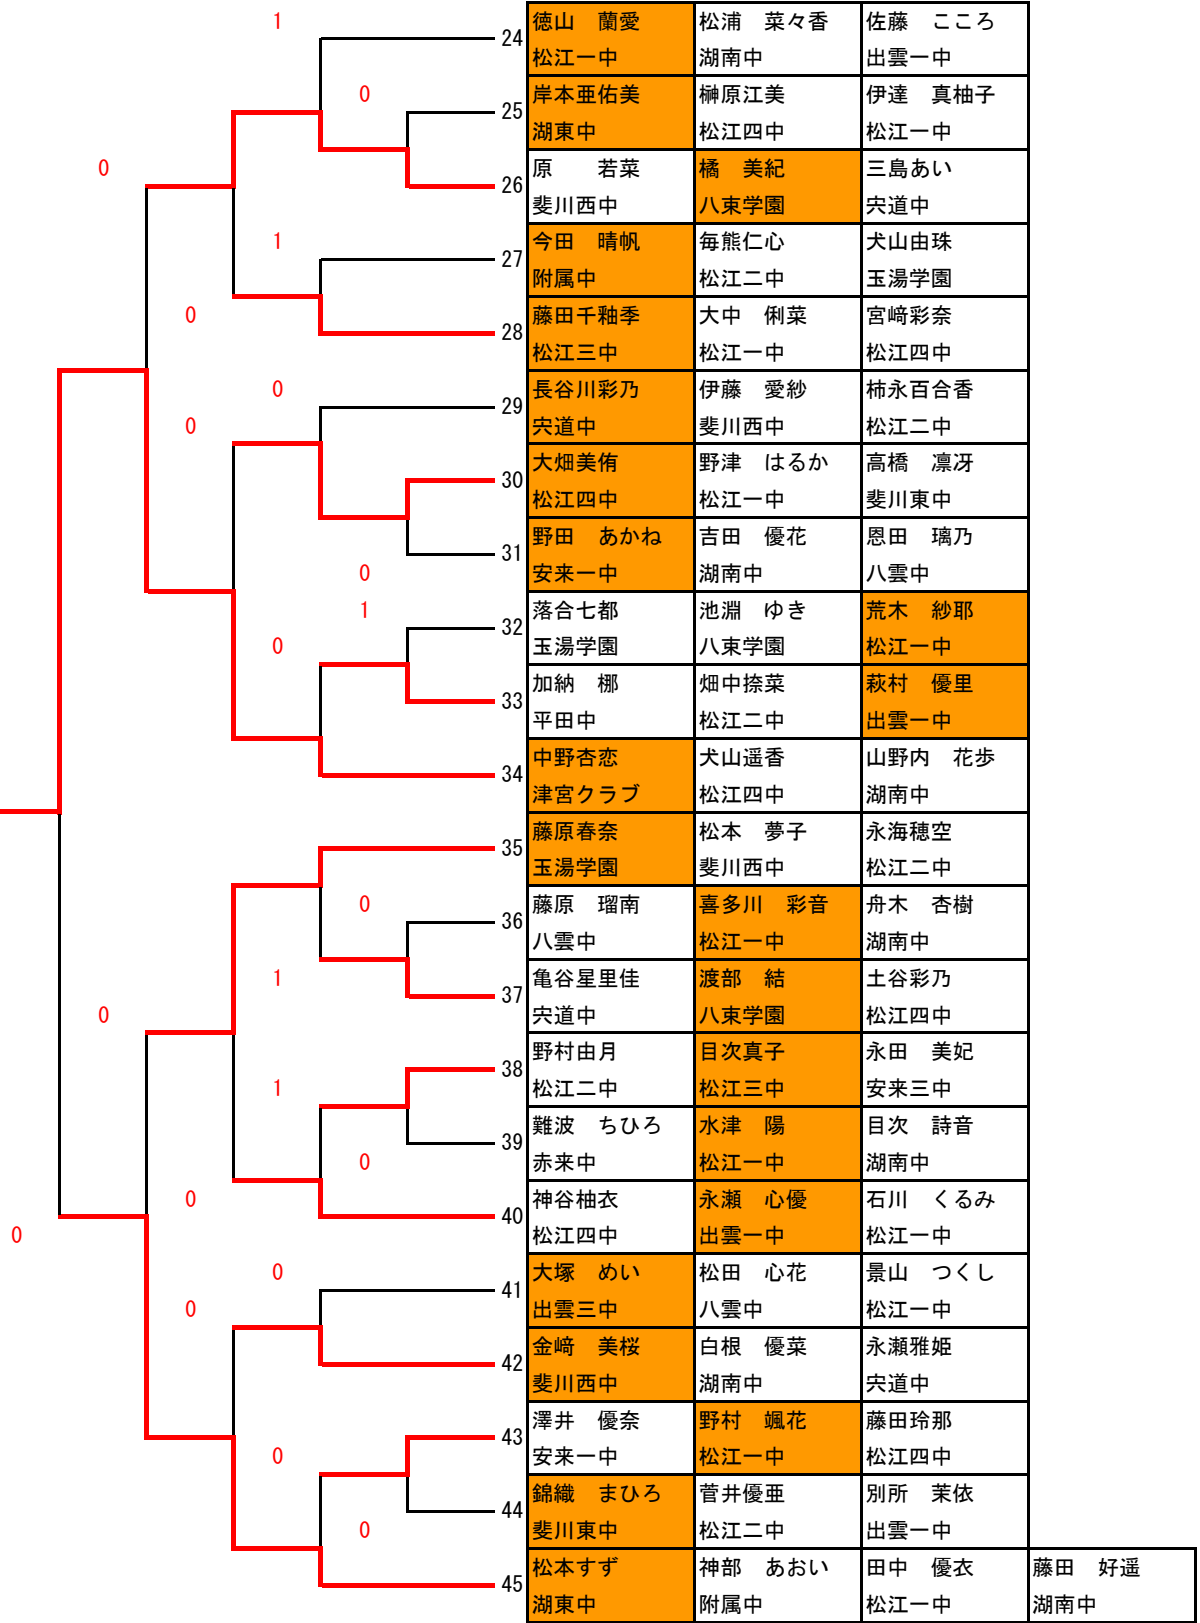 1
24 徳山　蘭愛 松浦　菜々香 佐藤　こころ
松江一中 湖南中 出雲一中
0
25 岸本亜佑美 榊原江美 伊達　真柚子
湖東中 松江四中 松江一中
0
26 原　　若菜 橘　美紀 三島あい
斐川西中 八束学園 宍道中
1
27 今田　晴帆 毎熊仁心 犬山由珠
附属中 松江二中 玉湯学園
0
28 藤田千釉季 大中　俐菜 宮﨑彩奈
松江三中 松江一中 松江四中
0
29 長谷川彩乃 伊藤　愛紗 柿永百合香
0
宍道中 斐川西中 松江二中
30 大畑美侑 野津　はるか 高橋　凛冴
松江四中 松江一中 斐川東中
31 野田　あかね 吉田　優花 恩田　璃乃
0
安来一中 湖南中 八雲中
1
32 落合七都 池淵　ゆき 荒木　紗耶
0
玉湯学園 八束学園 松江一中
33 加納　梛 畑中捺菜 萩村　優里
平田中 松江二中 出雲一中
34 中野杏恋 犬山遥香 山野内　花歩
津宮クラブ 松江四中 湖南中
35 藤原春奈 松本　夢子 永海穂空
玉湯学園 斐川西中 松江二中
0
36 藤原　瑠南 喜多川　彩音 舟木　杏樹
八雲中 松江一中 湖南中
1
37 亀谷星里佳 渡部　結 土谷彩乃
0
宍道中 八束学園 松江四中
38 野村由月 目次真子 永田　美妃
1
松江二中 松江三中 安来三中
39 難波　ちひろ 水津　陽 目次　詩音
0
赤来中 松江一中 湖南中
0
40 神谷柚衣 永瀬　心優 石川　くるみ
0
松江四中 出雲一中 松江一中
0
41 大塚　めい 松田　心花 景山　つくし
0
出雲三中 八雲中 松江一中
42 金﨑　美桜 白根　優菜 永瀬雅姫
斐川西中 湖南中 宍道中
43 澤井　優奈 野村　颯花 藤田玲那
0
安来一中 松江一中 松江四中
44 錦織　まひろ 菅井優亜 別所　茉依
0
斐川東中 松江二中 出雲一中
45 松本すず 神部　あおい 田中　優衣 藤田　好遥
湖東中 附属中 松江一中 湖南中